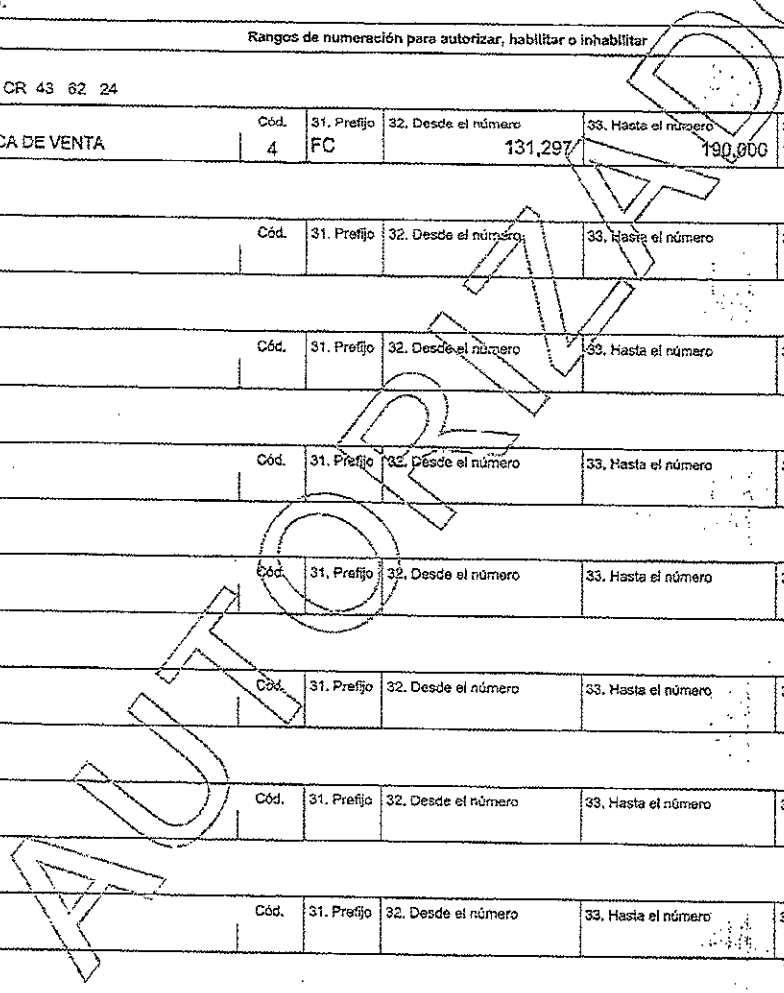 Rangos de numeración para autorizar, habilitar o inhabilitar
CR 43 62 24
Cód. 31. Prefijo 32. Desde el número 33. Hasta el número
CA DE VENTA 4 FC 131,297 190,000
Cód. 31. Prefijo 32. Desde el número 33. Hasta el número
Cód. 31. Prefijo 32. Desde el número 33. Hasta el número
Cód. 31. Prefijo 32. Desde el número 33. Hasta el número
Cód. 31. Prefijo 32. Desde el número 33. Hasta el número
Cód. 31. Prefijo 32. Desde el número 33. Hasta el número
Cód. 31. Prefijo 32. Desde el número 33. Hasta el número
Cód. 31. Prefijo 32. Desde el número 33. Hasta el número
AUTORIZAD